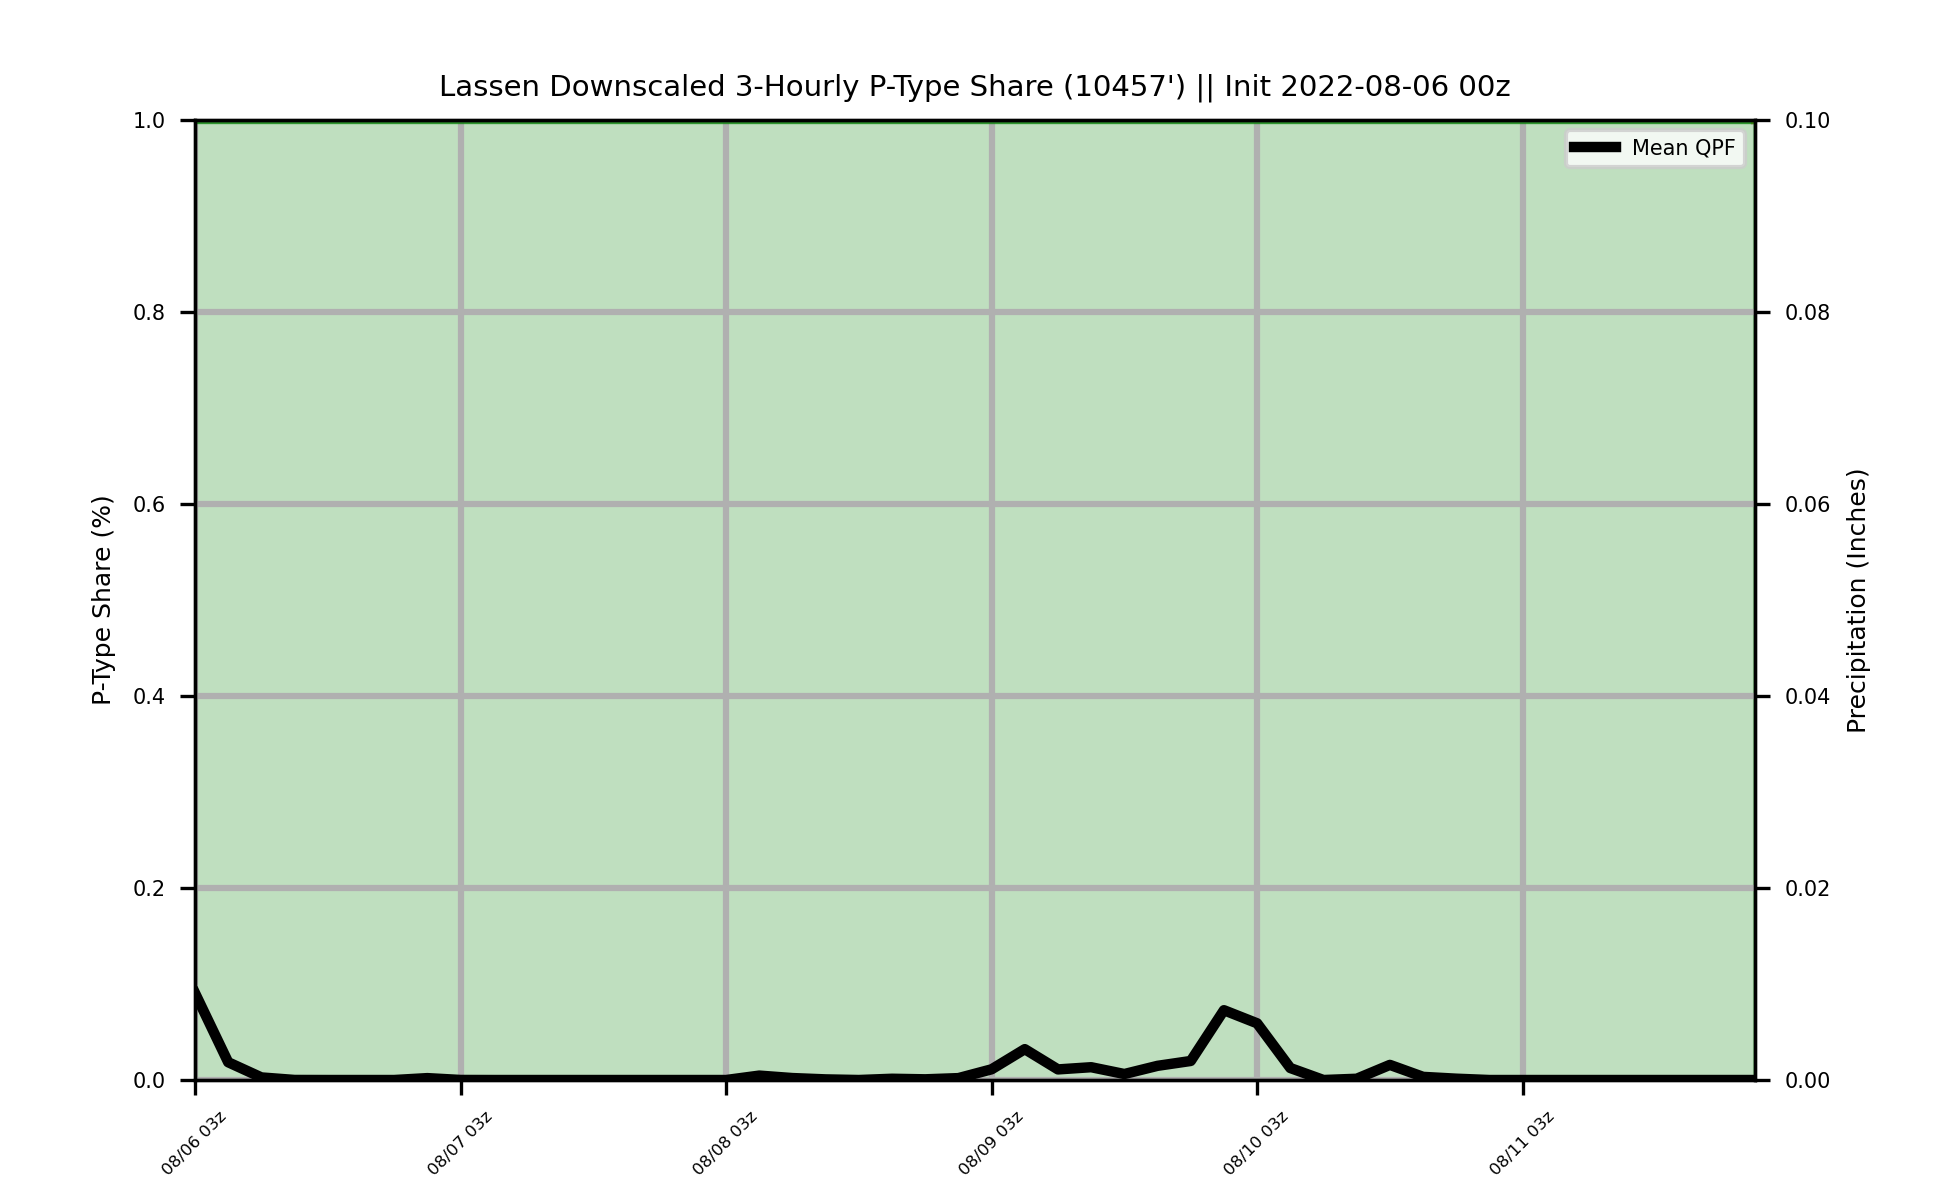 Lassen Downscaled 3-Hourly P-Type Share (10457') || Init 2022-08-06 00z
Mean QPF
P-Type Share (%)
1.0
0.8
0.6
0.4
0.2
0.0
0.10
0.08
0.06
0.04
0.02
0.00
Precipitation (Inches)
08/06 03z
08/07 03z
08/08 03z
08/09 03z
08/10 03z
08/11 03z